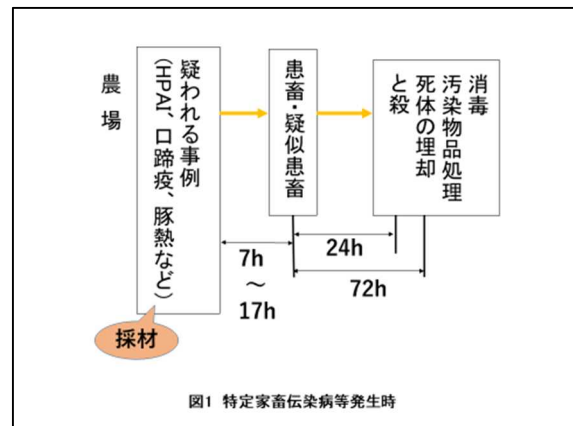 農場
疑われる事例
(HPAI、口蹄疫、豚熱など)
患畜・疑似患畜
消毒
汚染物品処理
死体の埋却
と殺
24h
7h
～
17h
72h
採材
図1 特定家畜伝染病等発生時